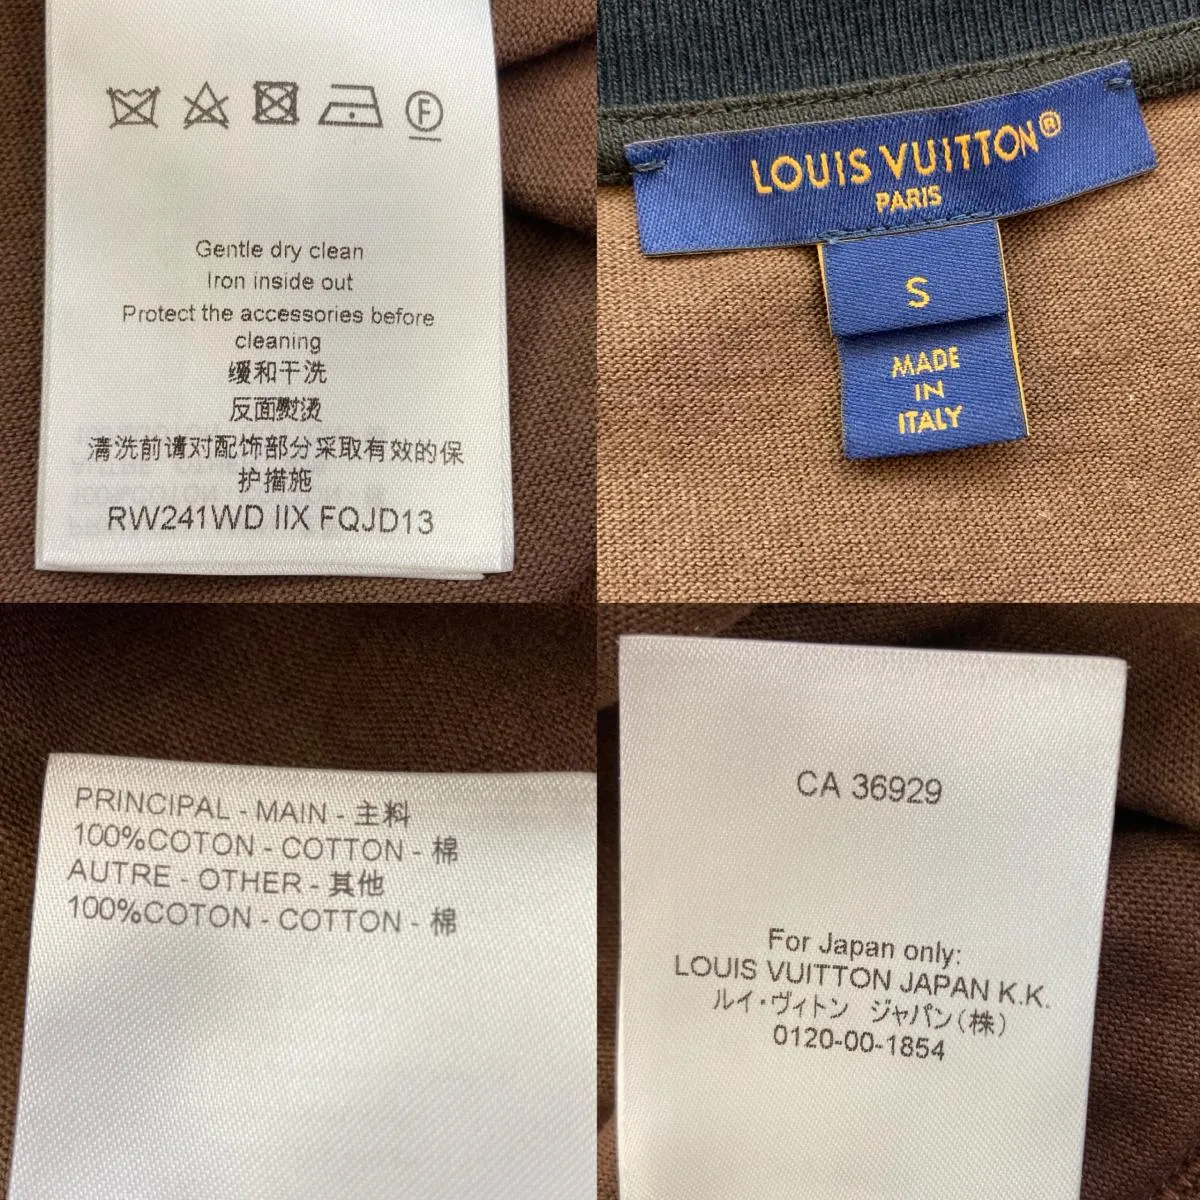 F
Gentle dry clean
Iron inside out
Protect the accessories before
cleaning
缓和干洗
反面熨烫
清洗前请对配饰部分采取有效的保
护措施
RW241WD IIX FQJD13
LOUIS VUITTON®
PARIS
S
MADE
IN
ITALY
PRINCIPAL - MAIN - 主料
100%COTON - COTTON - 棉
AUTRE - OTHER - 其他
100%COTON - COTTON - 棉
CA 36929
For Japan only:
LOUIS VUITTON JAPAN K.K.
ルイ・ヴィトン ジャパン(株)
0120-00-1854